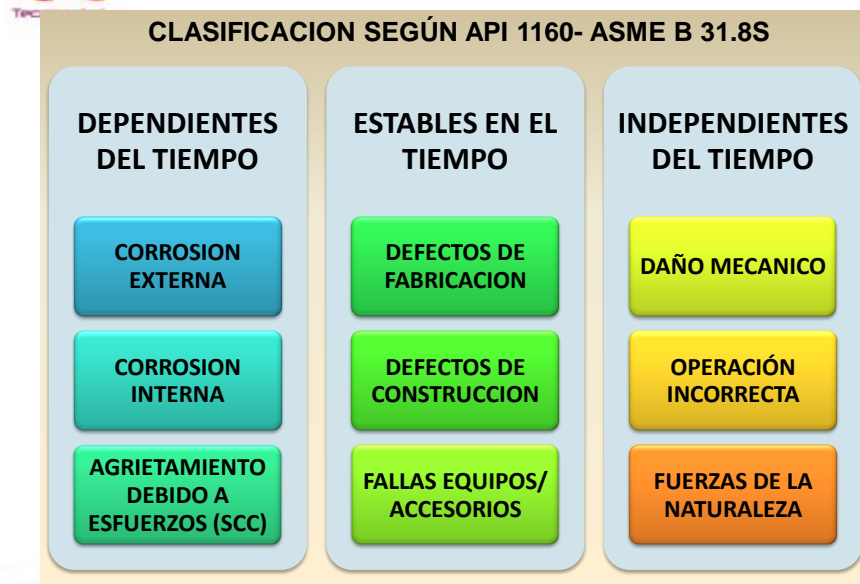 CLASIFICACION SEGÚN API 1160- ASME B 31.8S
DEPENDIENTES
DEL TIEMPO
CORROSION
EXTERNA
CORROSION
INTERNA
AGRIETAMIENTO
DEBIDO A
ESFUERZOS (SCC)
ESTABLES EN EL
TIEMPO
DEFECTOS DE
FABRICACION
DEFECTOS DE
CONSTRUCCION
FALLAS EQUIPOS/
ACCESORIOS
INDEPENDIENTES
DEL TIEMPO
DAÑO MECANICO
OPERACIÓN
INCORRECTA
FUERZAS DE LA
NATURALEZA